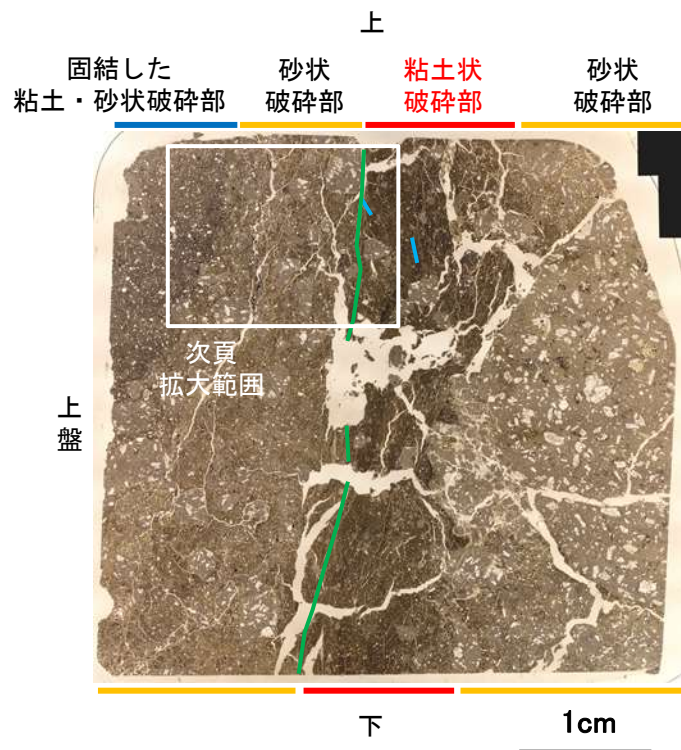 上
固結した
粘土・砂状破砕部
砂状
破砕部
粘土状
破砕部
砂状
破砕部
次頁
拡大範囲
上
盤
下
1cm